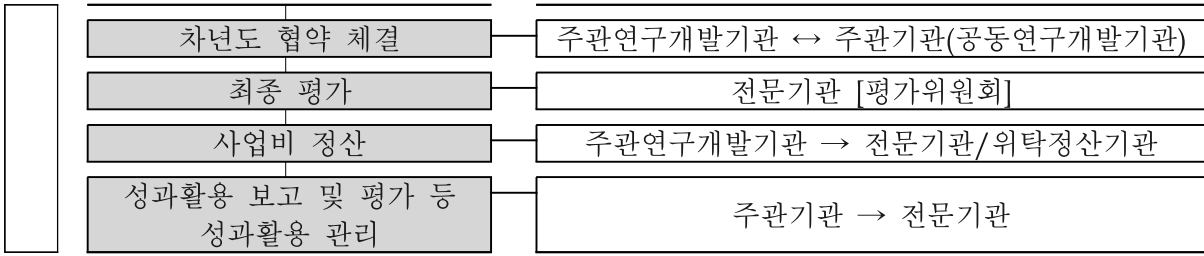 차년도 협약 체결
주관연구개발기관 ↔ 주관기관(공동연구개발기관)
최종 평가
전문기관 [평가위원회]
사업비 정산
주관연구개발기관 → 전문기관/위탁정산기관
성과활용 보고 및 평가 등
성과활용 관리
주관기관 → 전문기관